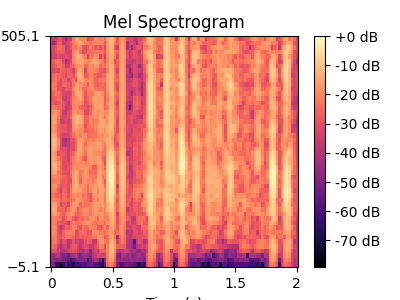 Mel Spectrogram
505.1
-5.1
0
0.5
1
1.5
2
+0 dB
-10 dB
-20 dB
-30 dB
-40 dB
-50 dB
-60 dB
-70 dB